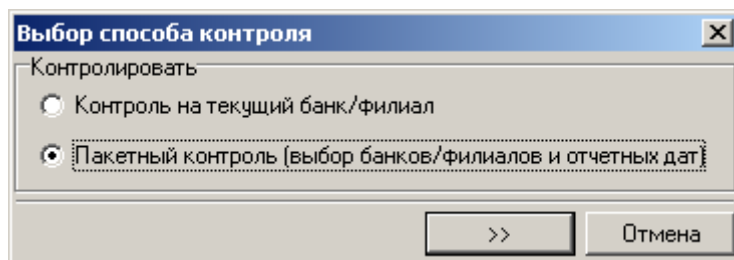 Выбор способа контроля
Контролировать
Контроль на текущий банк/филиал
Пакетный контроль (выбор банков/филиалов и отчетных дат)
>> Отмена